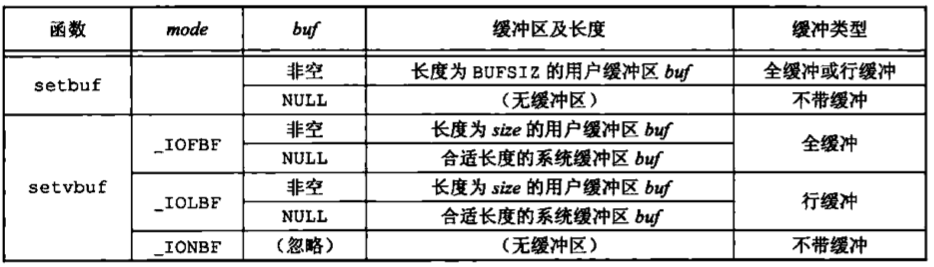 函数 mode buf 缓冲区及长度 缓冲类型
setbuf 非空 长度为 BUFSIZ 的用户缓冲区 buf 全缓冲或行缓冲
NULL （无缓冲区） 不带缓冲
setvbuf _IOFBF 非空 长度为 size 的用户缓冲区 buf 全缓冲
NULL 合适长度的系统缓冲区 buf
_IOLBF 非空 长度为 size 的用户缓冲区 buf 行缓冲
NULL 合适长度的系统缓冲区 buf
_IONBF （忽略） （无缓冲区） 不带缓冲